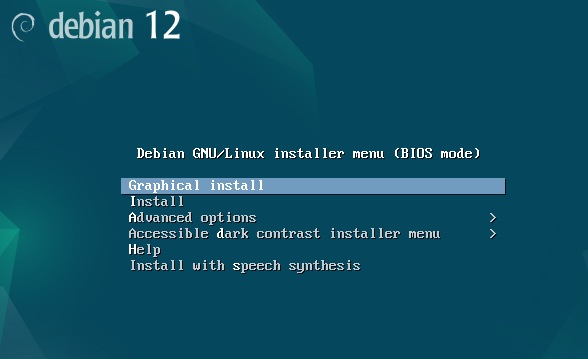 debian 12
Debian GNU/Linux installer menu (BIOS mode)
Graphical install
Install
Advanced options >
Accessible dark contrast installer menu >
Help
Install with speech synthesis